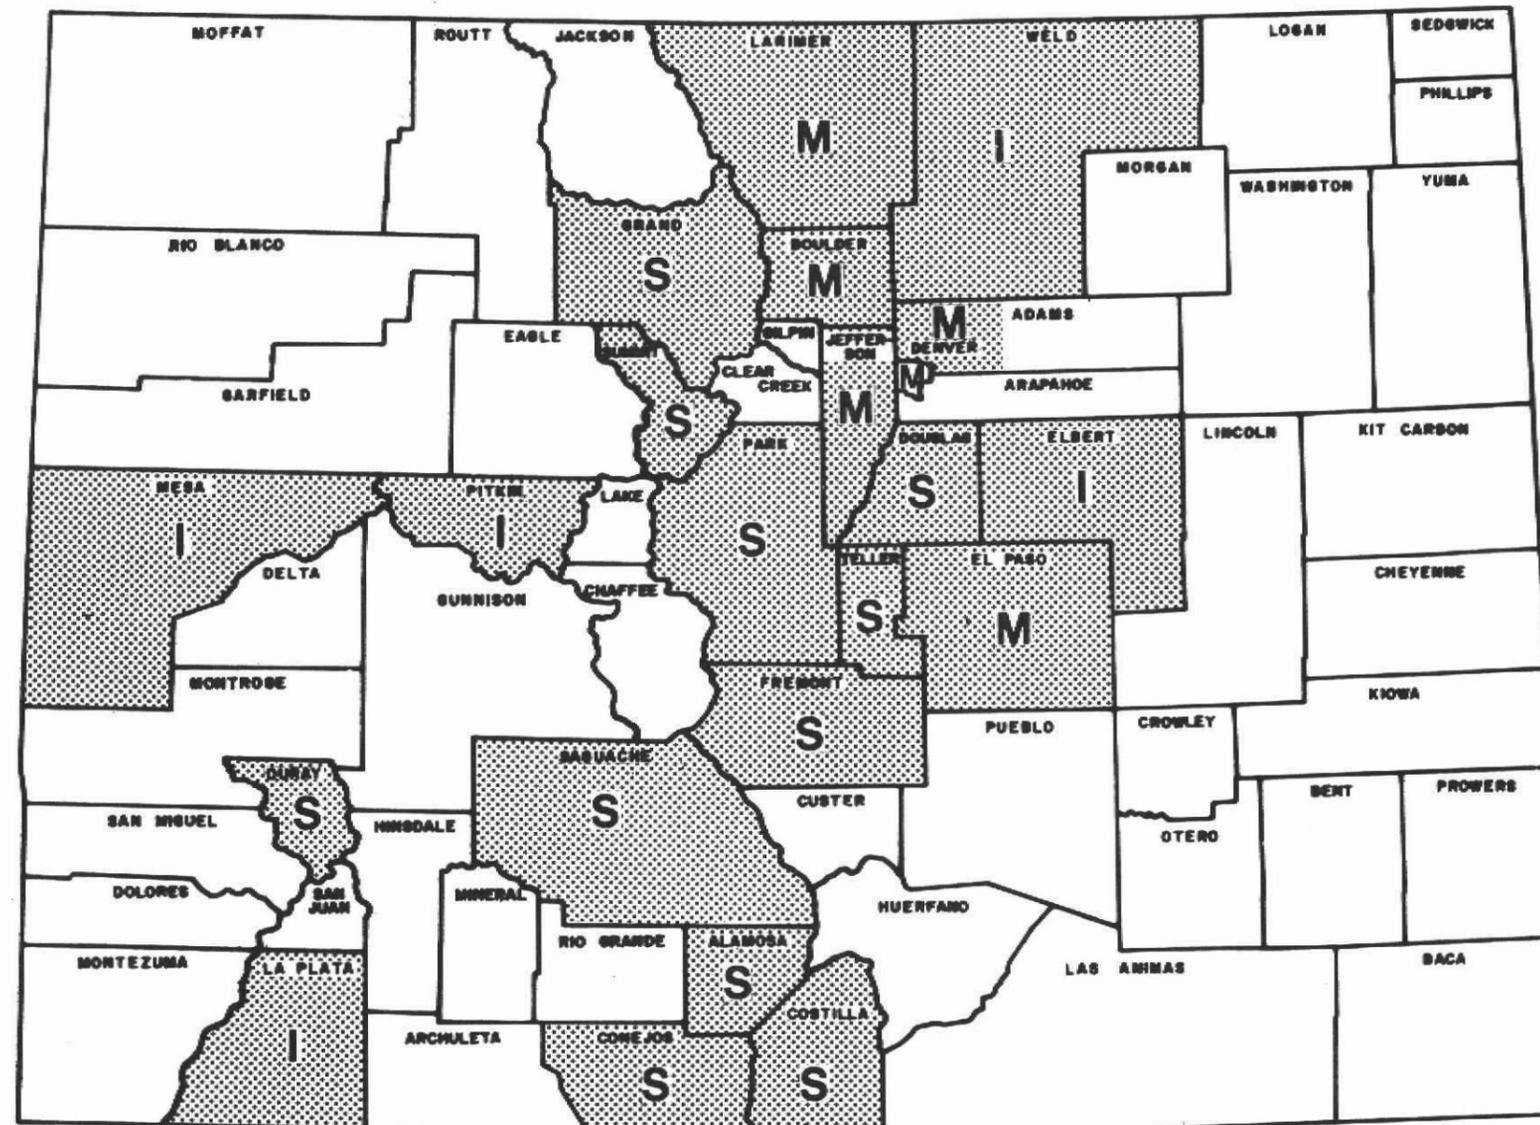 MOFFAT
ROUTT
JACKSON
LARIMER
WELD
LOGAN
SEDGWICK
PHILLIPS
M
I
MORGAN
WASHINGTON
YUMA
RIO BLANCO
GRAND
BOULDER
S
M
EAGLE
GILPIN
JEFFER
SON
M
DENVER
ADAMS
SUMMIT
CLEAR
CREEK
M
ARAPAHOE
GARFIELD
S
M
PARK
DOUGLAS
ELBERT
LINCOLN
KIT CARSON
MESA
PITKIN
LAKE
S
I
I
I
S
TELLER
EL PASO
CHEYENNE
DELTA
GUNNISON
CHAFFEE
S
M
MONTROSE
FREMONT
KIOWA
S
PUEBLO
CROWLEY
SAGUACHE
OURAY
S
S
CUSTER
BENT
PROWERS
SAN MIGUEL
HINSDALE
OTERO
DOLORES
SAN
JUAN
MINERAL
HUERFANO
RIO GRANDE
ALAMOSA
MONTEZUMA
LA PLATA
S
LAS ANIMAS
BACA
COSTILLA
I
ARCHULETA
CONEJOS
S
S